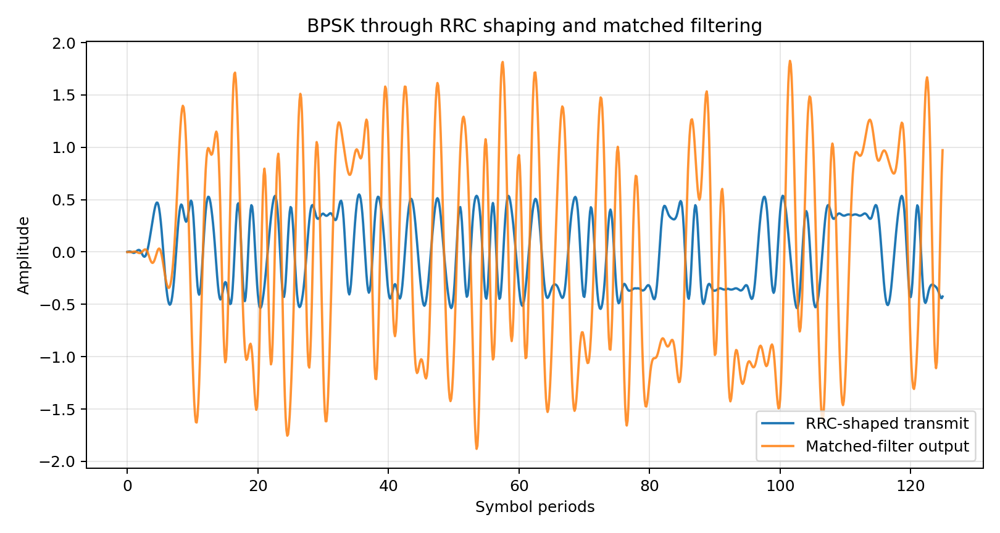 BPSK through RRC shaping and matched filtering
Amplitude
2.0
1.5
1.0
0.5
0.0
−0.5
−1.0
−1.5
−2.0
RRC-shaped transmit
Matched-filter output
0 20 40 60 80 100 120
Symbol periods